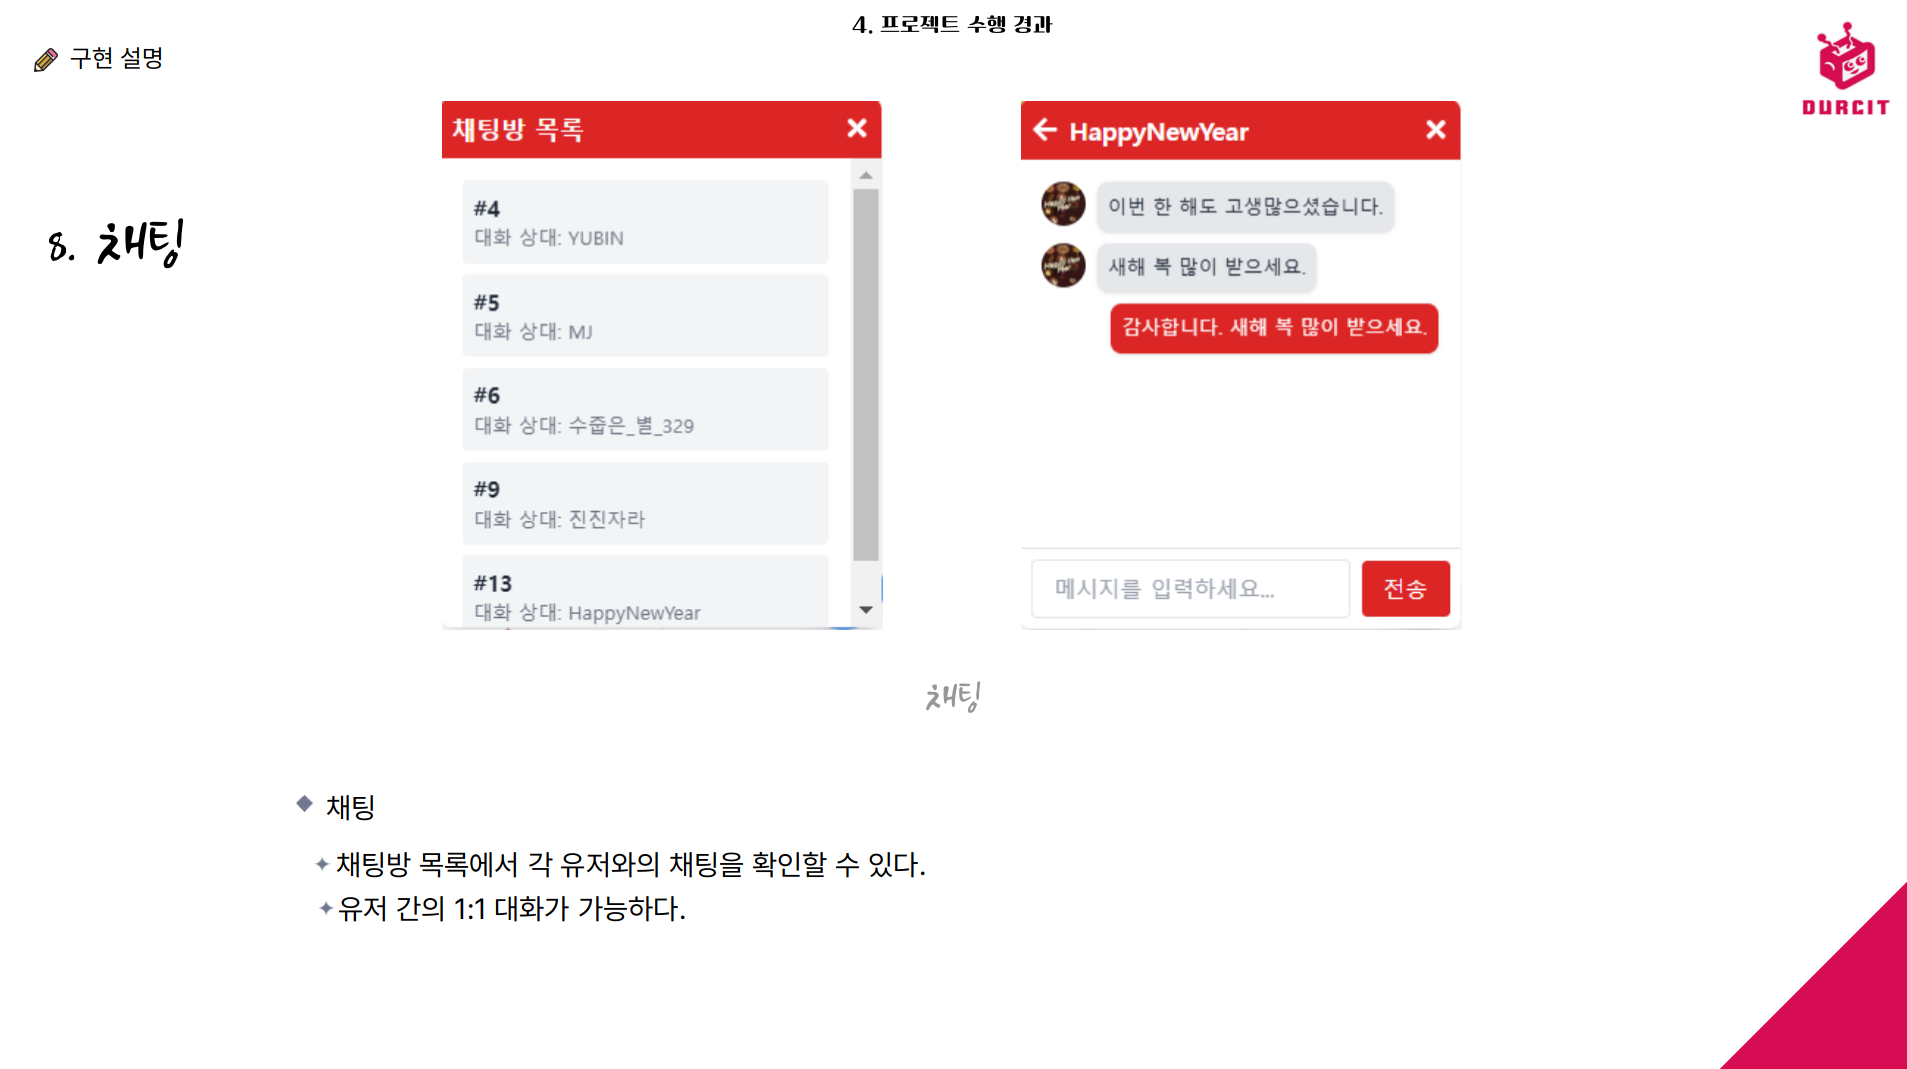 4. 프로젝트 수행 경과
구현 설명
DURCIT
8. 채팅
채팅방 목록
#4
대화 상대: YUBIN
#5
대화 상대: MJ
#6
대화 상대: 수줍은_별_329
#9
대화 상대: 진진자라
#13
대화 상대: HappyNewYear
HappyNewYear
이번 한 해도 고생많으셨습니다.
새해 복 많이 받으세요.
감사합니다. 새해 복 많이 받으세요.
메시지를 입력하세요...
전송
채팅
채팅
채팅방 목록에서 각 유저와의 채팅을 확인할 수 있다.
유저 간의 1:1 대화가 가능하다.